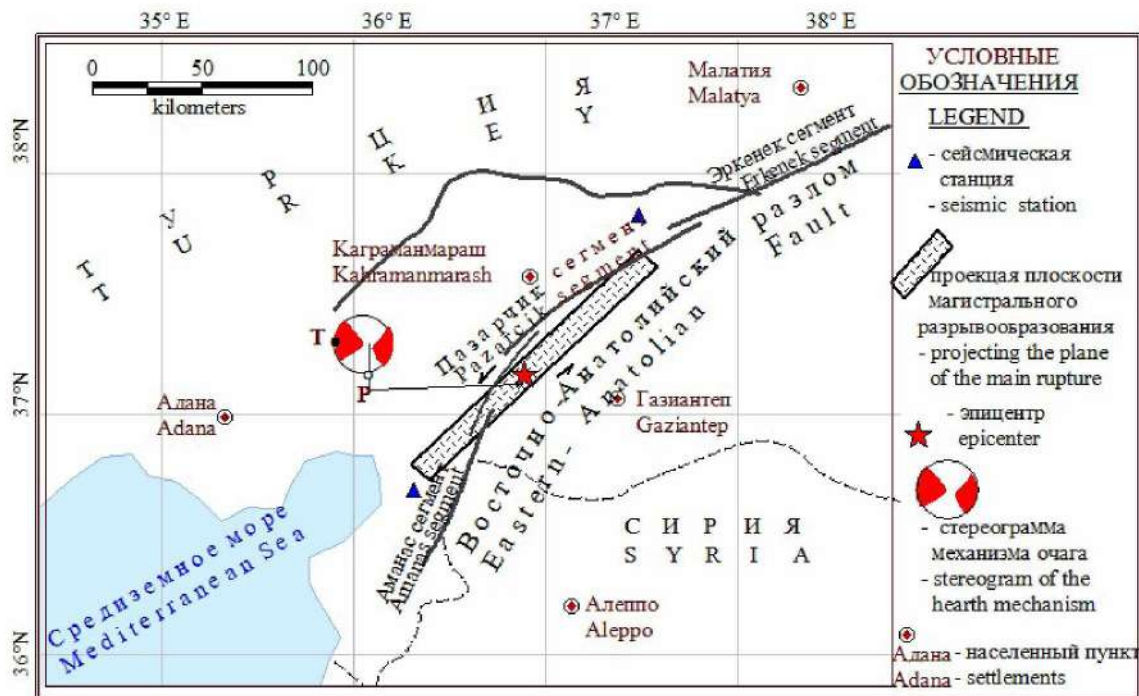 35° E
36° E
37° E
38° E
0 50 100
kilometers
Малатия
Malatya
ТУРЦИЯ
TURKEY
38°N
37°N
36°N
Эркенек сегмент
Erkenek segment
Каграманмараш
Kahramanmarash
Пазарчик сегмент
Pazarcik segment
Восточно-Анатолийский разлом
Eastern- Anatolian Fault
T
P
Адана
Adana
Газиантеп
Gaziantep
Аманас сегмент
Amanas segment
СИРИЯ
SYRIA
Средиземное море
Mediterranean Sea
Алеппо
Aleppo
УСЛОВНЫЕ
ОБОЗНАЧЕНИЯ
LEGEND
- сейсмическая
станция
- seismic station
проекцая плоскости
магистрального
разрывообразования
- projecting the plane
of the main rupture
- эпицентр
epicenter
- стереограмма
механизма очага
- stereogram of the
hearth mechanism
Адана - населенный пункт
Adana - settlements